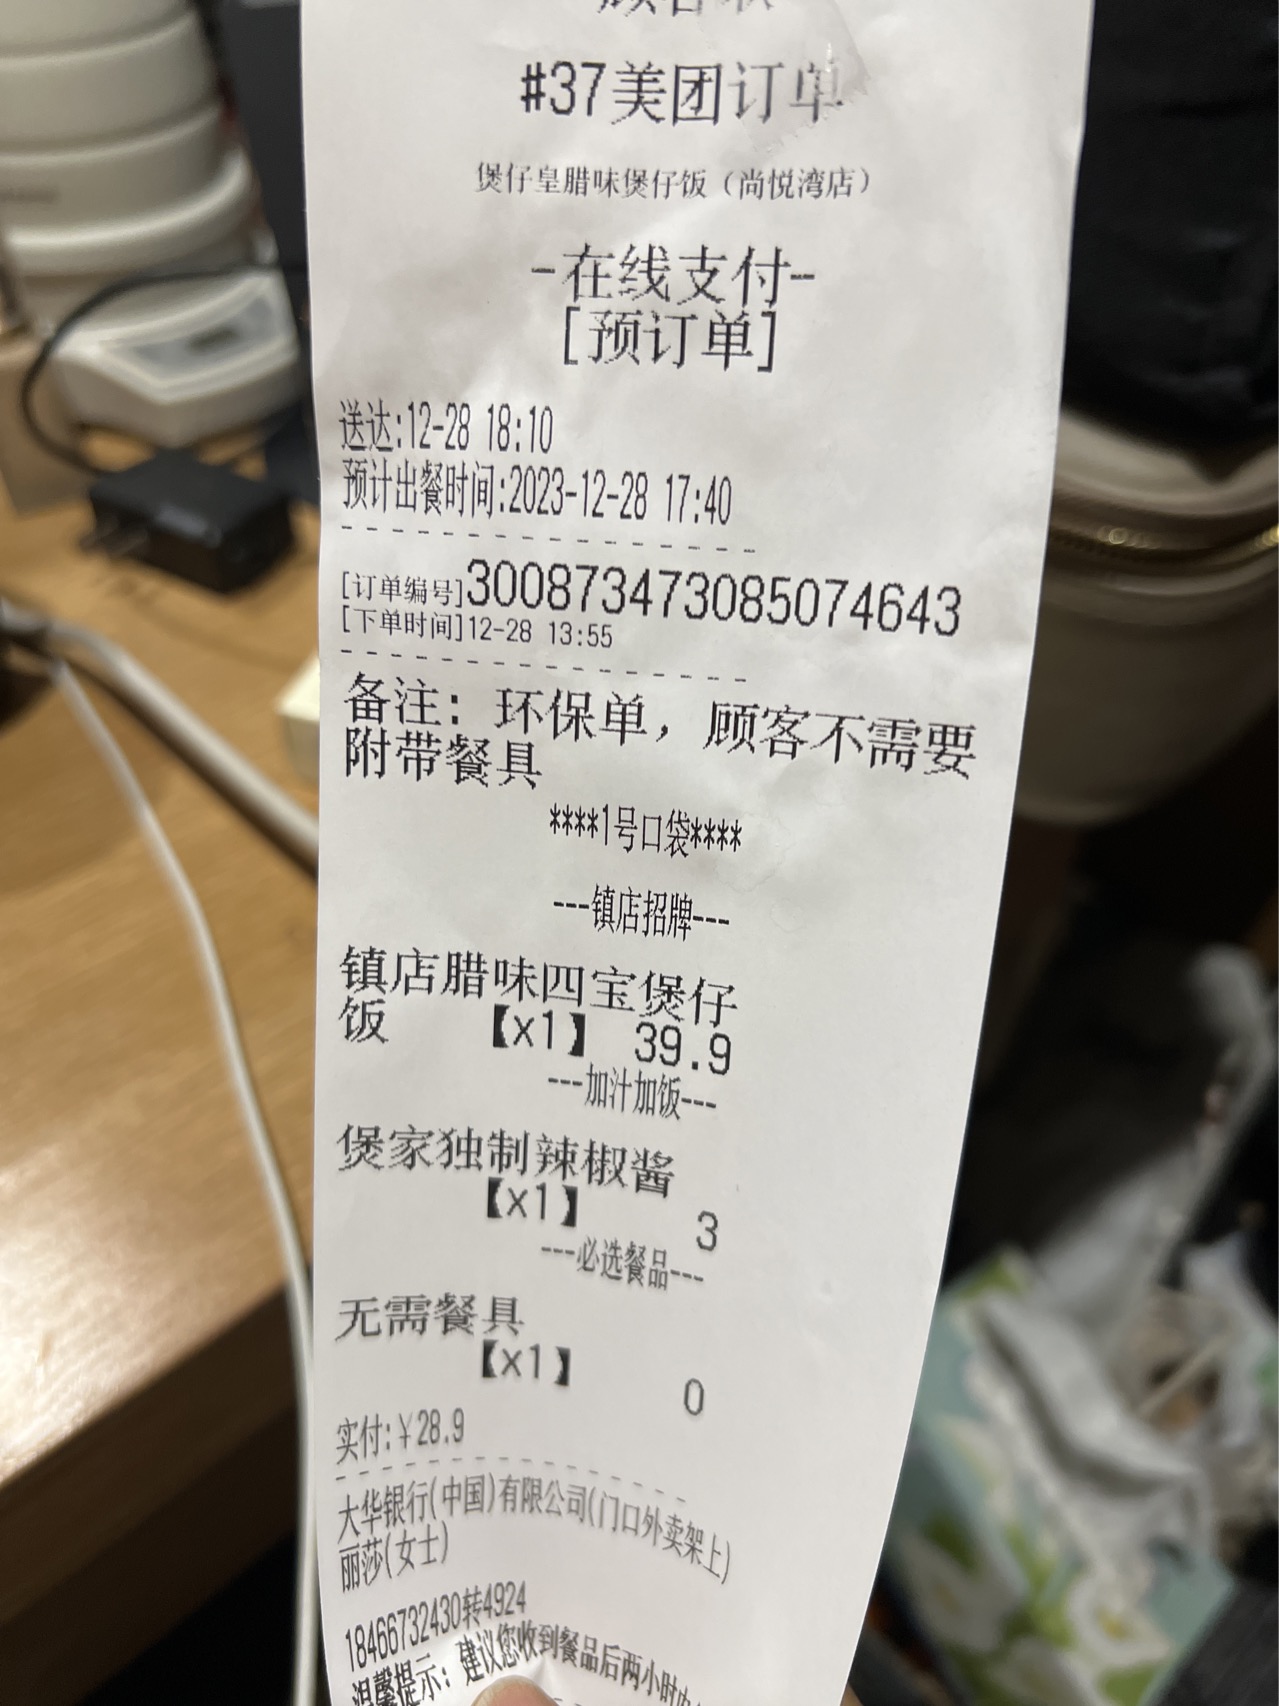 #37美团订单
煲仔皇腊味煲仔饭（尚悦湾店）
-在线支付-
[预订单]
送达:12-28 18:10
预计出餐时间:2023-12-28 17:40
[订单编号]300873473085074643
[下单时间]12-28 13:55
备注：环保单，顾客不需要
附带餐具
****1号口袋****
---镇店招牌---
镇店腊味四宝煲仔
饭 【x1】 39.9
---加汁加饭---
煲家独制辣椒酱
【x1】 3
---必选餐品---
无需餐具
【x1】 0
实付:￥28.9
大华银行(中国)有限公司(门口外卖架上)
丽莎(女士)
18466732430转4924
温馨提示：建议您收到餐品后两小时内